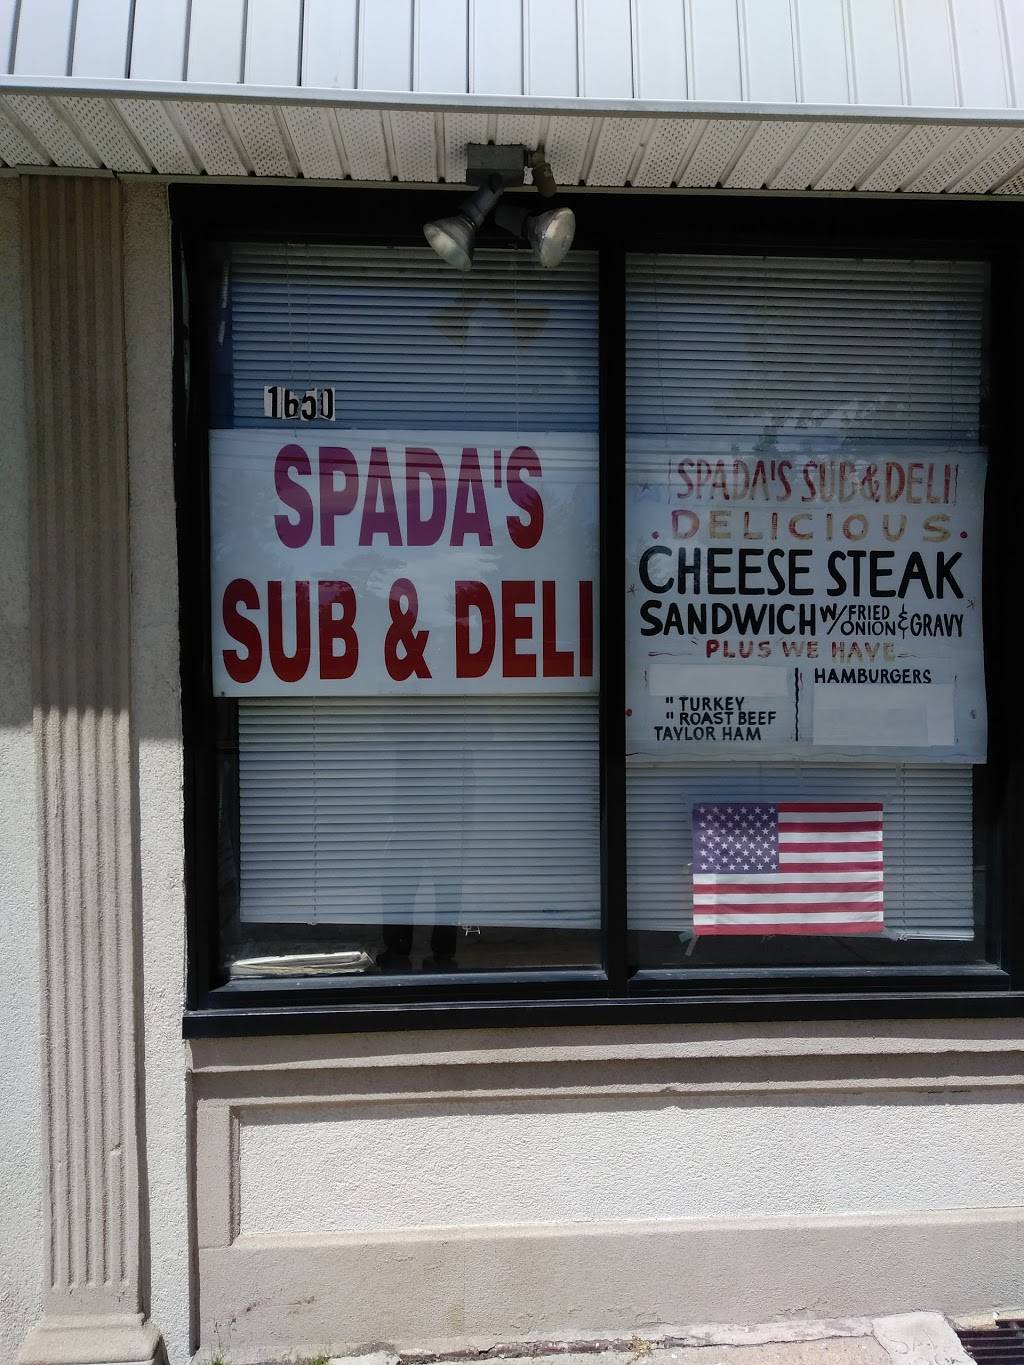 1650
SPADA'S
SUB & DELI
SPADA'S SUB & DELI
. DELICIOUS .
CHEESE STEAK
SANDWICH W/ FRIED ONION & GRAVY
PLUS WE HAVE
" TURKEY
" ROAST BEEF
TAYLOR HAM
HAMBURGERS